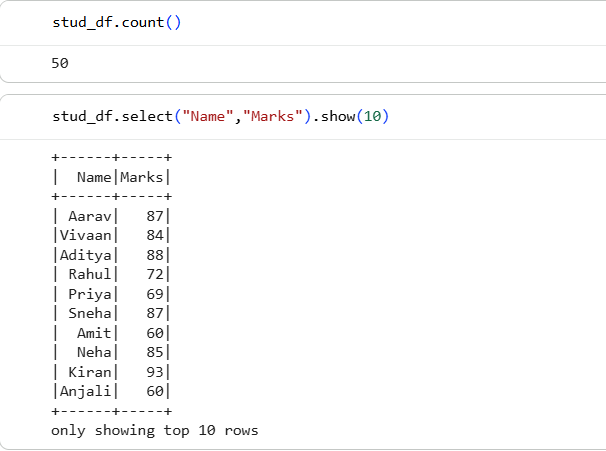 stud_df.count()
50
stud_df.select("Name","Marks").show(10)
+------+-----+
|  Name|Marks|
+------+-----+
| Aarav|   87|
|Vivaan|   84|
|Aditya|   88|
| Rahul|   72|
| Priya|   69|
| Sneha|   87|
|  Amit|   60|
|  Neha|   85|
| Kiran|   93|
|Anjali|   60|
+------+-----+
only showing top 10 rows